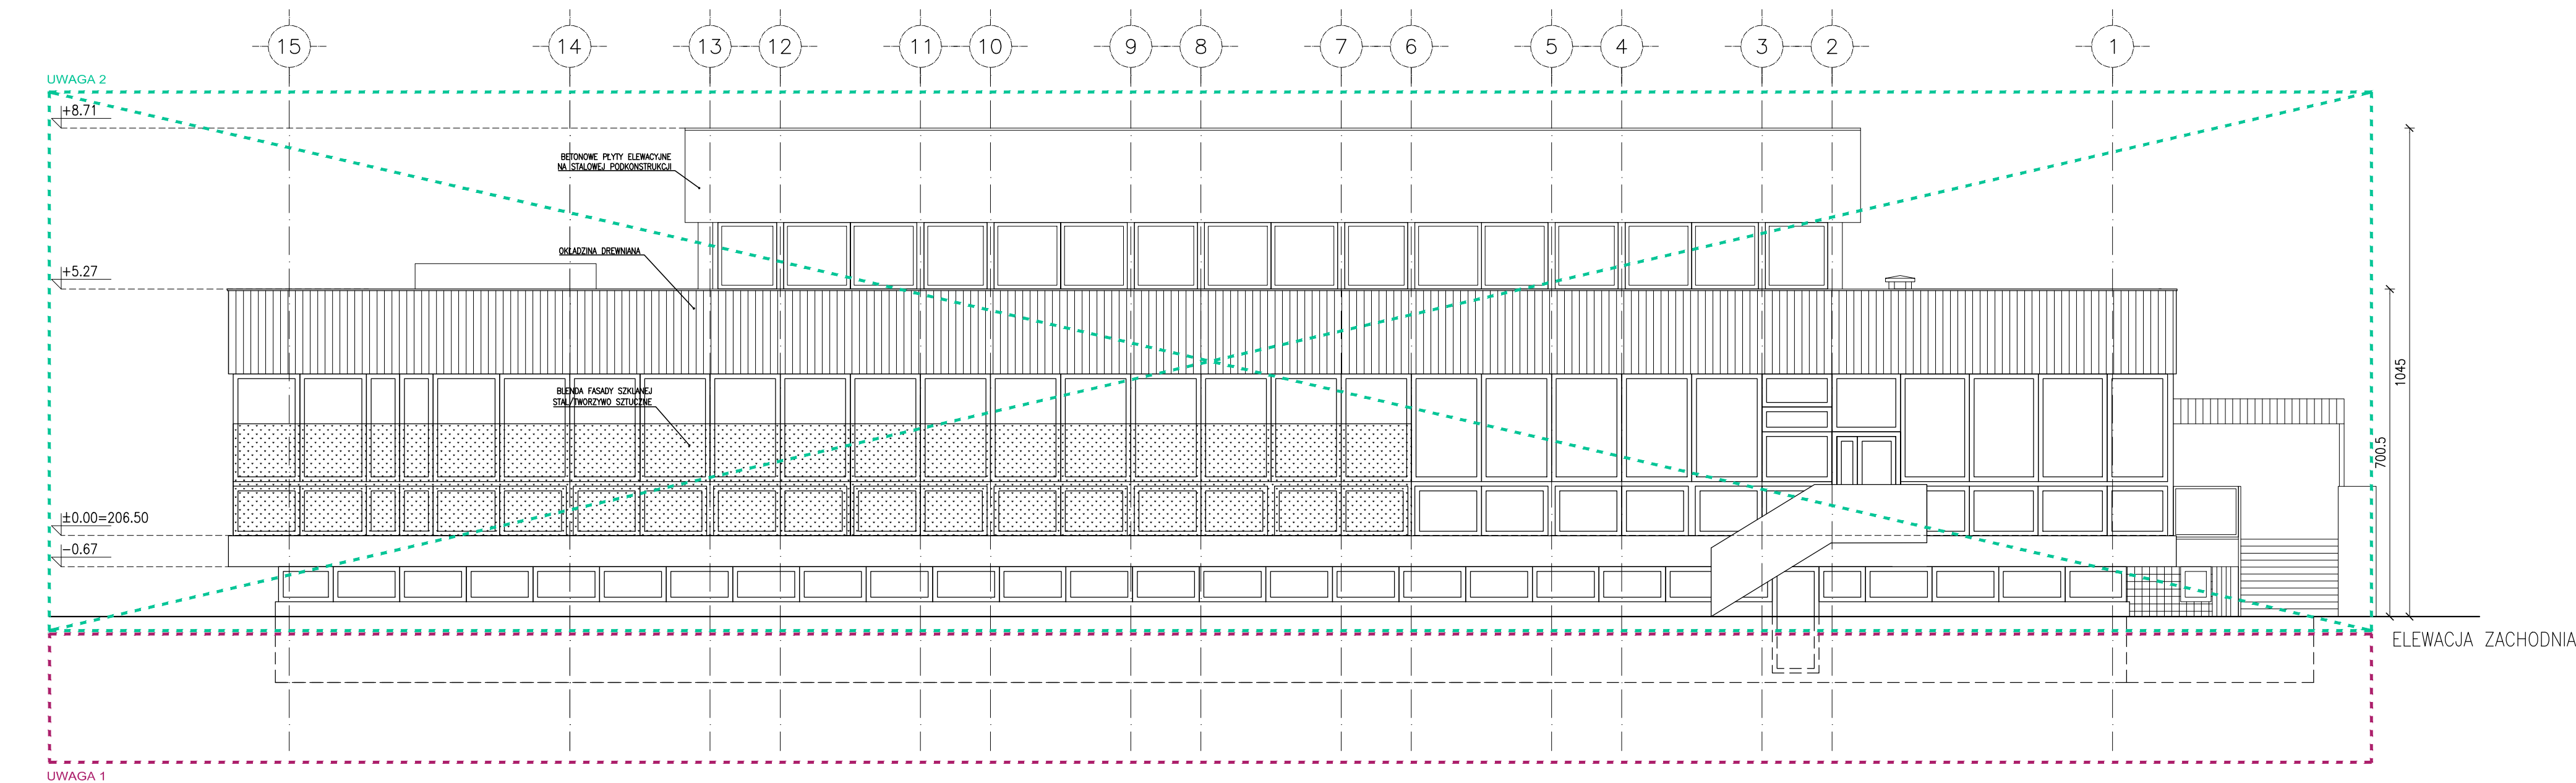 15 14 13 12 11 10 9 8 7 6 5 4 3 2 1
UWAGA 2
+8.71
BETONOWE PŁYTY ELEWACYJNE
NA STALOWEJ PODKONSTRUKCJI
OKŁADZINA DREWNIANA
+5.27
1045
BLENDA FASADY SZKLANEJ
STAL/TWORZYWO SZTUCZNE
700.5
±0.00=206.50
-0.67
ELEWACJA ZACHODNIA
UWAGA 1